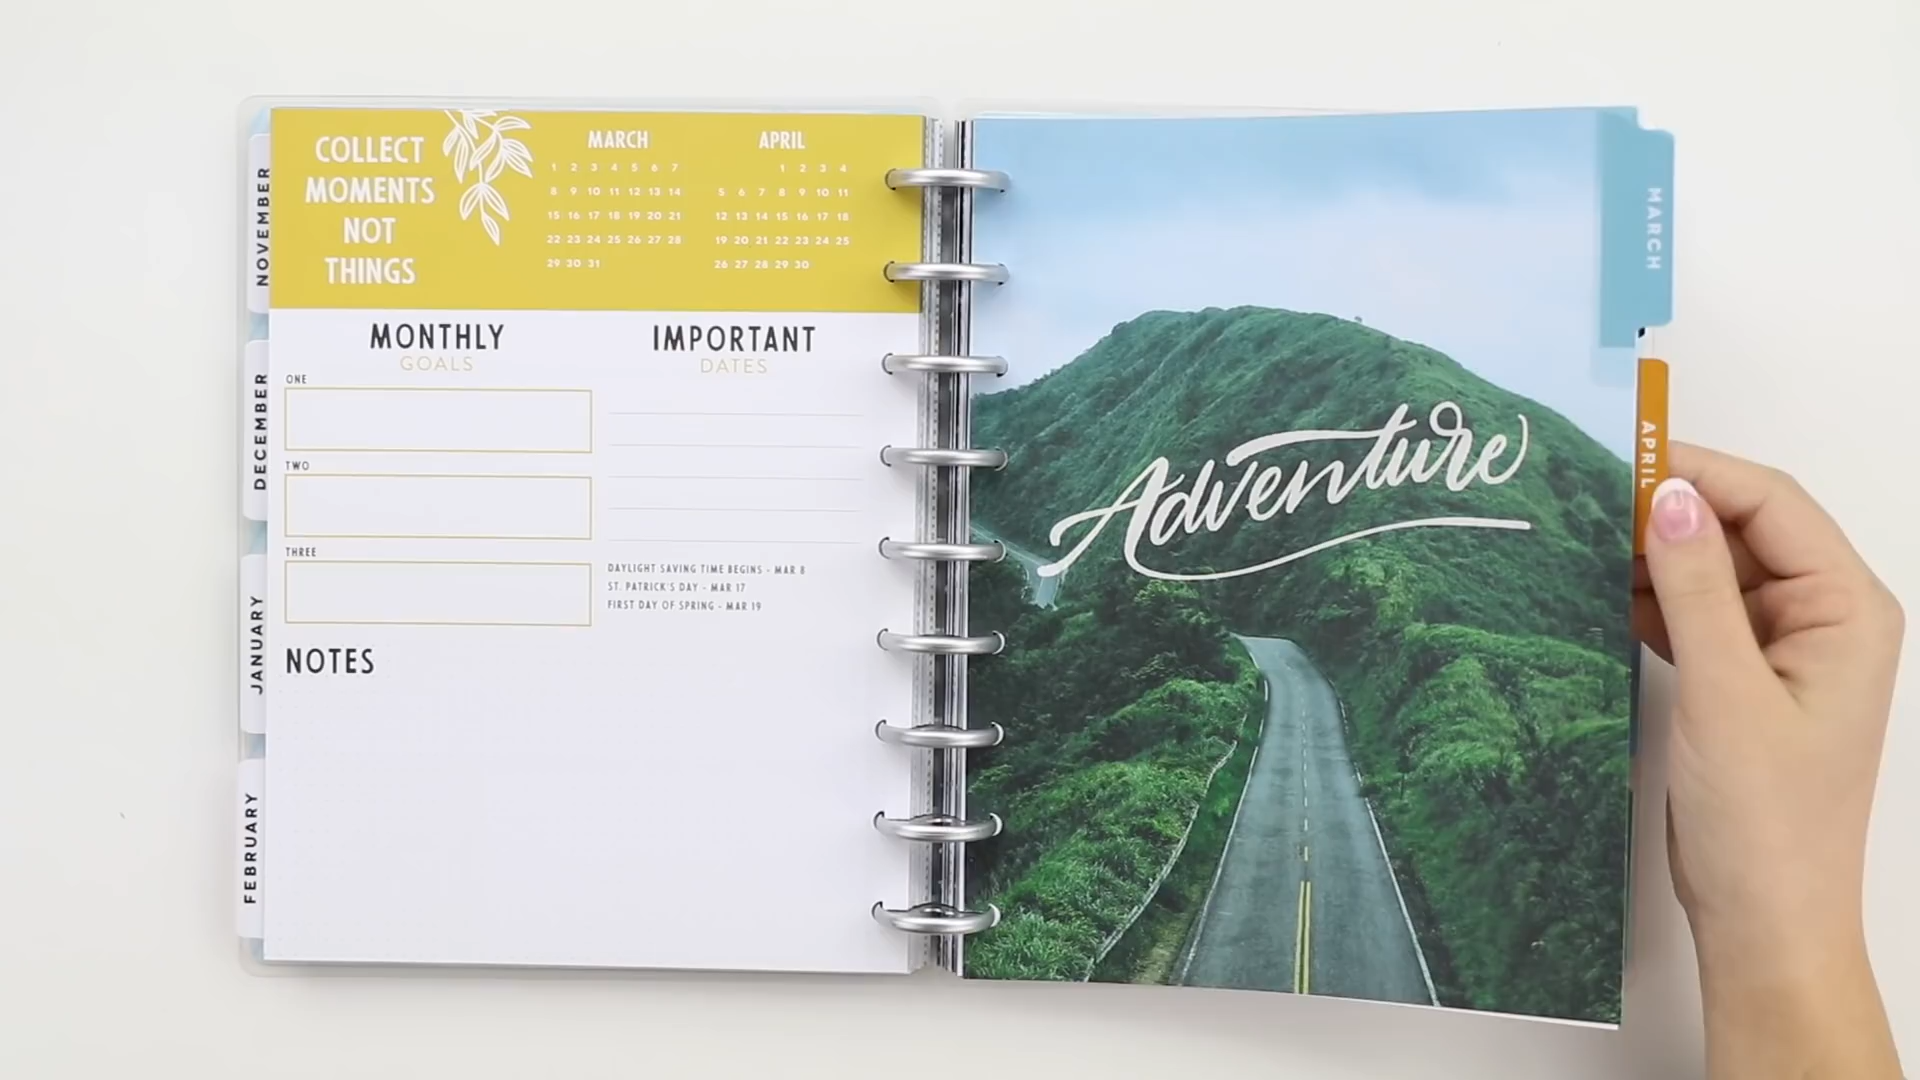 NOVEMBER
DECEMBER
JANUARY
FEBRUARY
COLLECT
MOMENTS
NOT
THINGS
MARCH
1 2 3 4 5 6 7
8 9 10 11 12 13 14
15 16 17 18 19 20 21
22 23 24 25 26 27 28
29 30 31
APRIL
1 2 3 4
5 6 7 8 9 10 11
12 13 14 15 16 17 18
19 20 21 22 23 24 25
26 27 28 29 30
MONTHLY
GOALS
ONE
TWO
THREE
IMPORTANT
DATES
DAYLIGHT SAVING TIME BEGINS - MAR 8
ST. PATRICK'S DAY - MAR 17
FIRST DAY OF SPRING - MAR 19
NOTES
Adventure
MARCH
APRIL